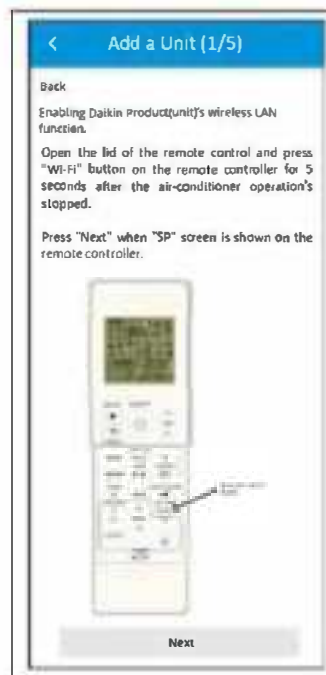 Add a Unit (1/5)
Back
Enabling Daikin Product(unit)'s wireless LAN
function.
Open the lid of the remote control and press
"Wi-Fi" button on the remote controller for 5
seconds after the air-conditioner operation's
stopped.
Press "Next" when "SP" screen is shown on the
remote controller.
Next